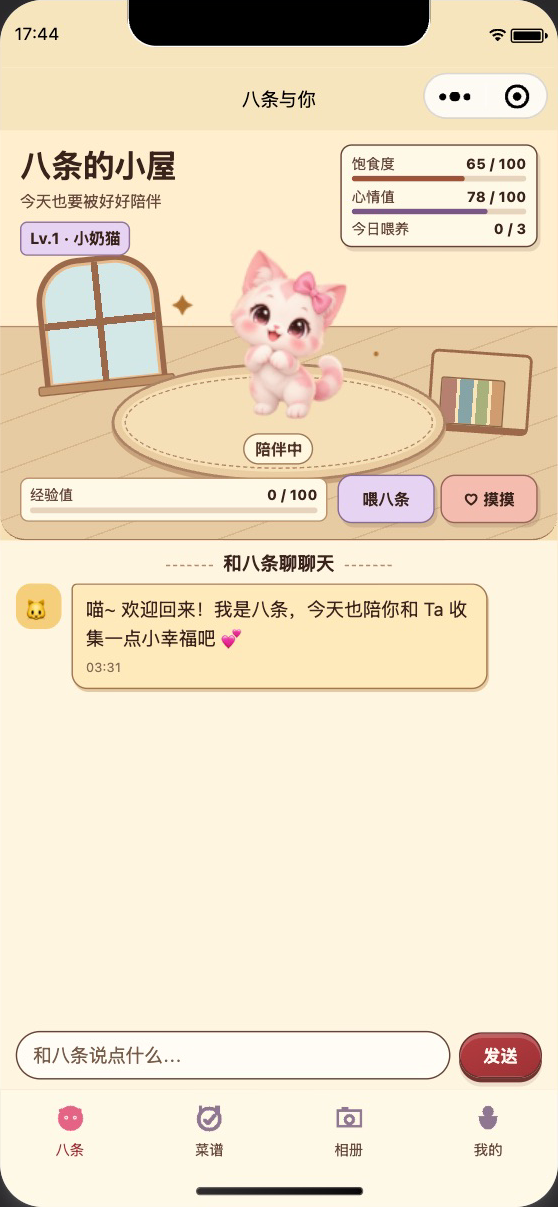 17:44
八条与你
八条的小屋
今天也要被好好陪伴
Lv.1 · 小奶猫
饱食度 65 / 100
心情值 78 / 100
今日喂养 0 / 3
陪伴中
经验值 0 / 100
喂八条
摸摸
和八条聊聊天
喵~ 欢迎回来！我是八条，今天也陪你和 Ta 收
集一点小幸福吧 💕
03:31
和八条说点什么...
发送
八条
菜谱
相册
我的